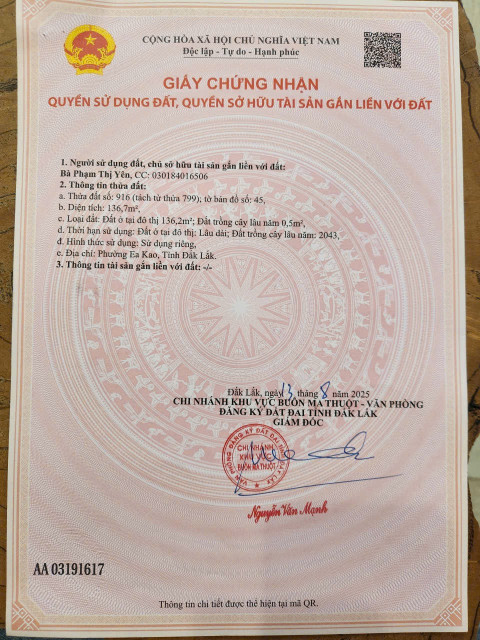 CỘNG HÒA XÃ HỘI CHỦ NGHĨA VIỆT NAM
Độc lập - Tự do - Hạnh phúc
GIẤY CHỨNG NHẬN
QUYỀN SỬ DỤNG ĐẤT, QUYỀN SỞ HỮU TÀI SẢN GẮN LIỀN VỚI ĐẤT
1. Người sử dụng đất, chủ sở hữu tài sản gắn liền với đất:
Bà Phạm Thị Yên, CC: 030184016506
2. Thông tin thửa đất:
a. Thửa đất số: 916 (tách từ thửa 799); tờ bản đồ số: 45,
b. Diện tích: 136,7m²,
c. Loại đất: Đất ở tại đô thị 136,2m²; Đất trồng cây lâu năm 0,5m²,
d. Thời hạn sử dụng: Đất ở tại đô thị: Lâu dài; Đất trồng cây lâu năm: 2043,
đ. Hình thức sử dụng: Sử dụng riêng,
e. Địa chỉ: Phường Ea Kao, Tỉnh Đắk Lắk.
3. Thông tin tài sản gắn liền với đất: -/-
Đắk Lắk, ngày 13 tháng 8 năm 2025
CHI NHÁNH KHU VỰC BUÔN MA THUỘT - VĂN PHÒNG
ĐĂNG KÝ ĐẤT ĐAI TỈNH ĐẮK LẮK
GIÁM ĐỐC
CHI NHÁNH
KHU VỰC
BUÔN MA THUỘT
Nguyễn Văn Mạnh
AA 03191617
Thông tin chi tiết được thể hiện tại mã QR.